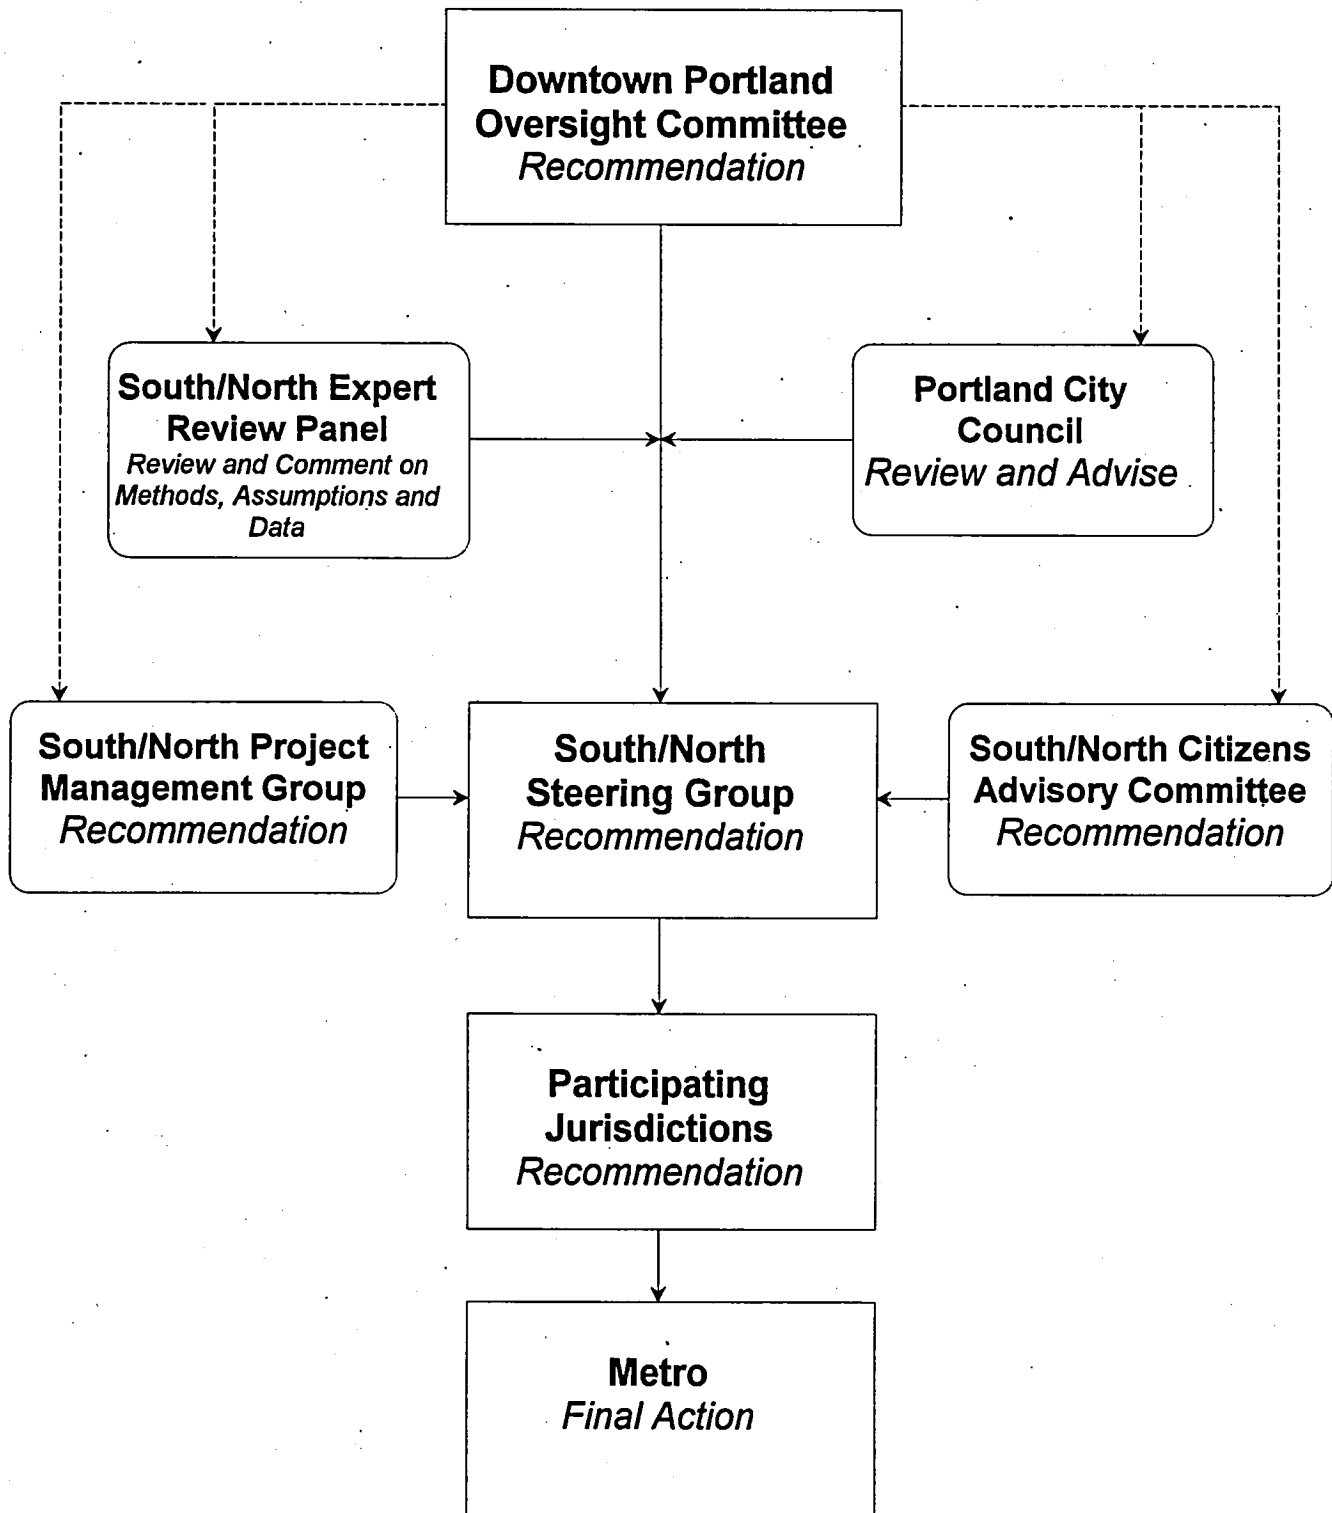 Downtown Portland
Oversight Committee
Recommendation
South/North Expert
Review Panel
Review and Comment on
Methods, Assumptions and
Data
Portland City
Council
Review and Advise
South/North Project
Management Group
Recommendation
South/North
Steering Group
Recommendation
South/North Citizens
Advisory Committee
Recommendation
Participating
Jurisdictions
Recommendation
Metro
Final Action